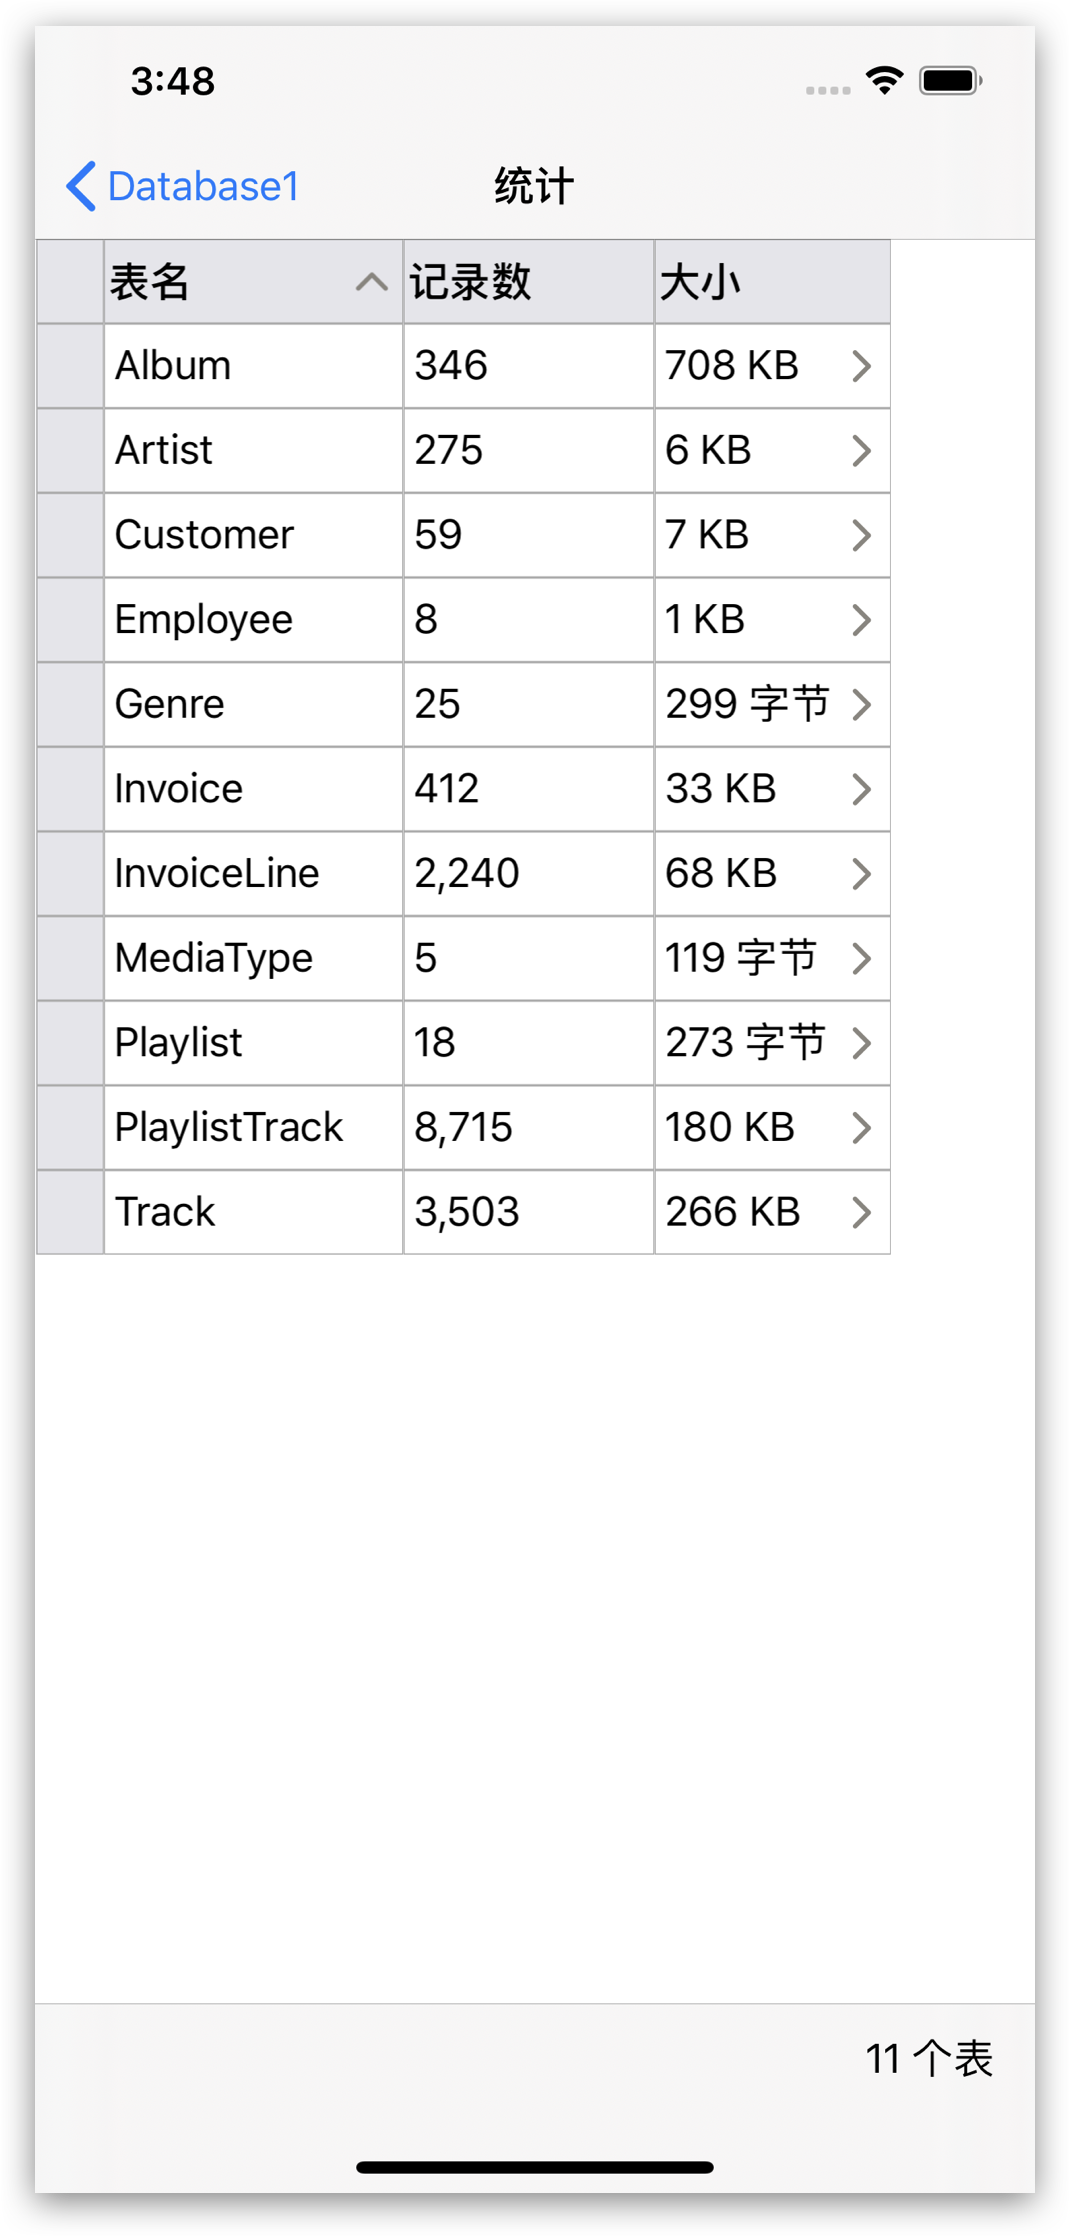 3:48
Database1 统计
表名 记录数 大小
Album 346 708 KB
Artist 275 6 KB
Customer 59 7 KB
Employee 8 1 KB
Genre 25 299 字节
Invoice 412 33 KB
InvoiceLine 2,240 68 KB
MediaType 5 119 字节
Playlist 18 273 字节
PlaylistTrack 8,715 180 KB
Track 3,503 266 KB
11 个表